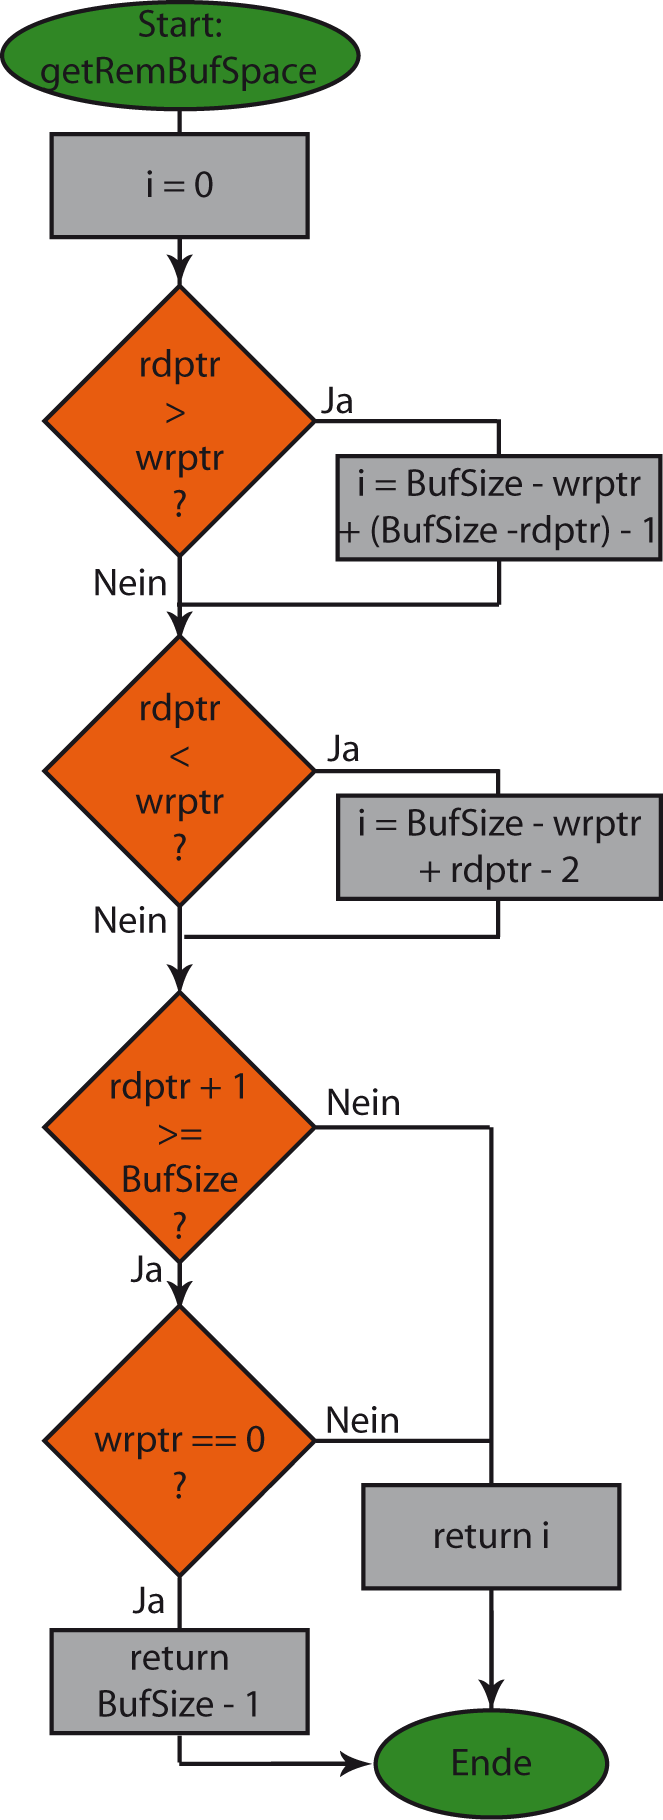 Start:
getRemBufSpace
i = 0
rdptr
>
wrptr
?
Ja
i = BufSize - wrptr
+ (BufSize -rdptr) - 1
Nein
rdptr
<
wrptr
?
Ja
i = BufSize - wrptr
+ rdptr - 2
Nein
rdptr + 1
>=
BufSize
?
Nein
Ja
wrptr == 0
?
Nein
return i
Ja
return
BufSize - 1
Ende